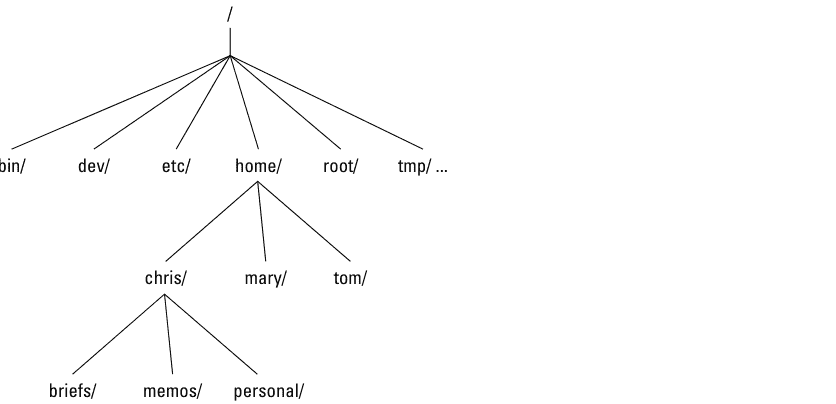 /
bin/ dev/ etc/ home/ root/ tmp/ ...
chris/ mary/ tom/
briefs/ memos/ personal/